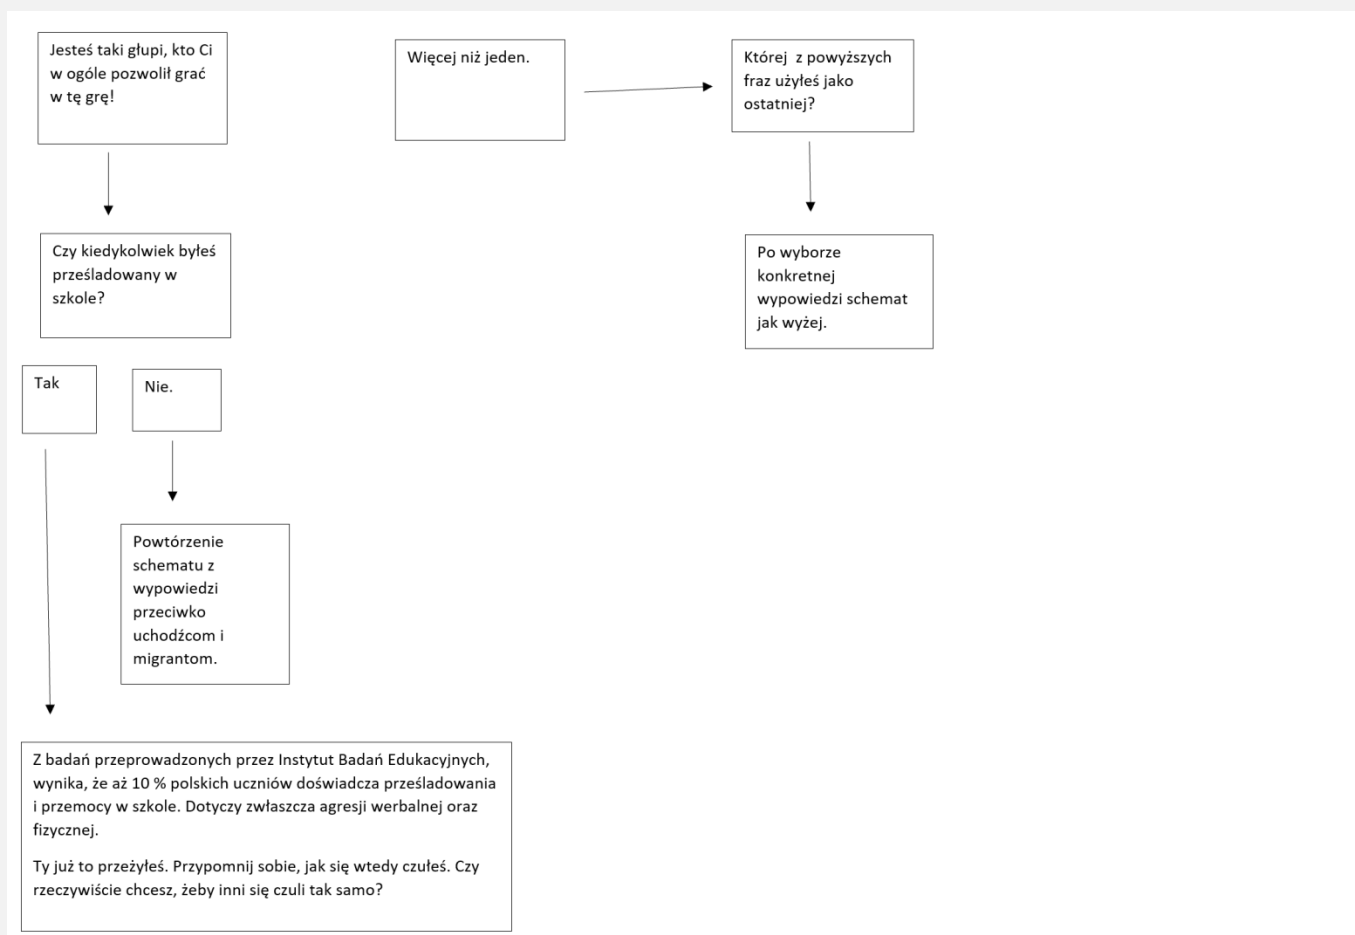 Jesteś taki głupi, kto Ci
w ogóle pozwolił grać
w tę grę!
Więcej niż jeden.
Której  z powyższych
fraz użyłeś jako
ostatniej?
Czy kiedykolwiek byłeś
prześladowany w
szkole?
Po wyborze
konkretnej
wypowiedzi schemat
jak wyżej.
Tak
Nie.
Powtórzenie
schematu z
wypowiedzi
przeciwko
uchodźcom i
migrantom.
Z badań przeprowadzonych przez Instytut Badań Edukacyjnych,
wynika, że aż 10 % polskich uczniów doświadcza prześladowania
i przemocy w szkole. Dotyczy zwłaszcza agresji werbalnej oraz
fizycznej.
Ty już to przeżyłeś. Przypomnij sobie, jak się wtedy czułeś. Czy
rzeczywiście chcesz, żeby inni się czuli tak samo?